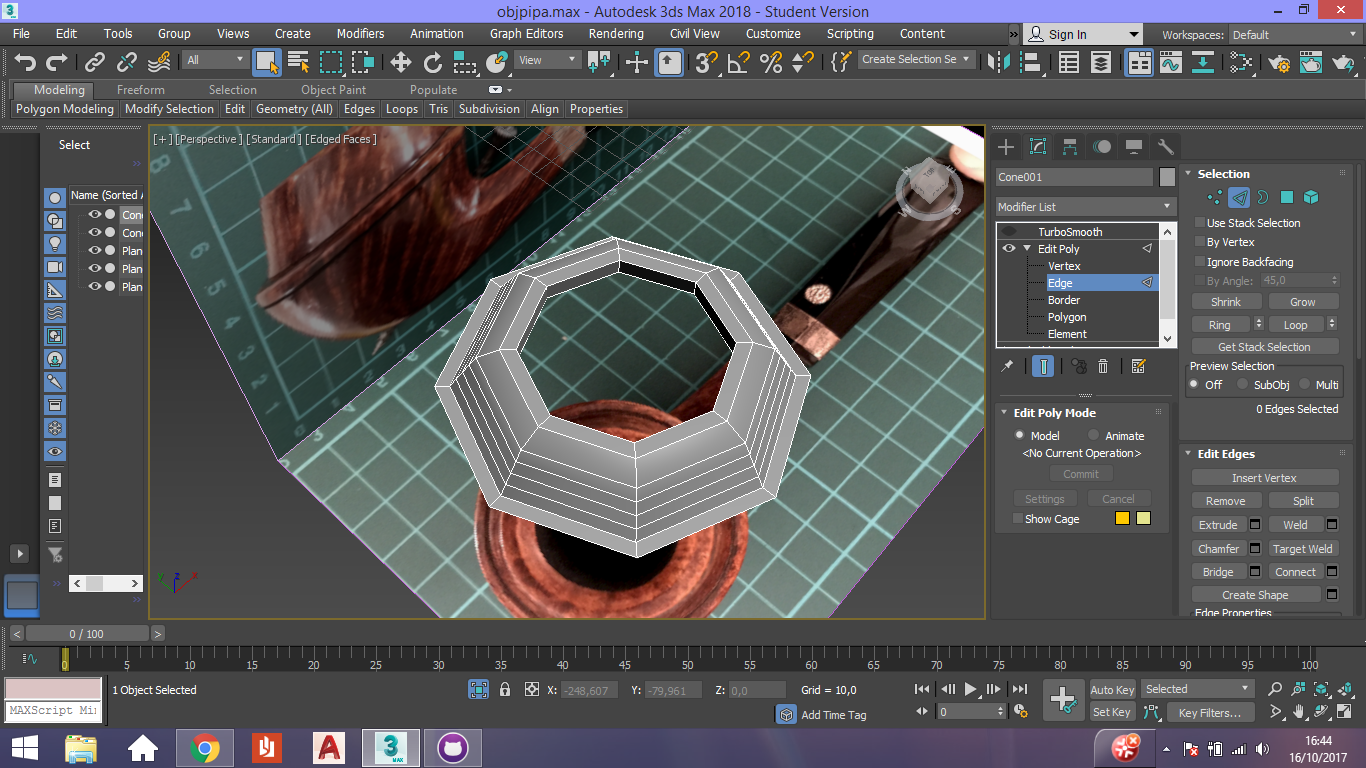 objpipa.max - Autodesk 3ds Max 2018 - Student Version
File Edit Tools Group Views Create Modifiers Animation Graph Editors Rendering Civil View Customize Scripting Content
Sign In
Workspaces: Default
All
View
Create Selection Se
Modeling Freeform Selection Object Paint Populate
Polygon Modeling Modify Selection Edit Geometry (All) Edges Loops Tris Subdivision Align Properties
Select
Name (Sorted A
Con
Con
Plan
Plan
Plan
[+] [Perspective] [Standard] [Edged Faces]
TOP
Cone001
Modifier List
TurboSmooth
Edit Poly
Vertex
Edge
Border
Polygon
Element
Edit Poly Mode
Model Animate
<No Current Operation>
Commit
Settings Cancel
Show Cage
Selection
Use Stack Selection
By Vertex
Ignore Backfacing
By Angle: 45,0
Shrink Grow
Ring Loop
Get Stack Selection
Preview Selection
Off SubObj Multi
0 Edges Selected
Edit Edges
Insert Vertex
Remove Split
Extrude Weld
Chamfer Target Weld
Bridge Connect
Create Shape
Edge Properties
0 / 100
0 5 10 15 20 25 30 35 40 45 50 55 60 65 70 75 80 85 90 95 100
1 Object Selected
X: -248,607 Y: -79,961 Z: 0,0 Grid = 10,0
Add Time Tag
0
Auto Key Selected
Set Key Key Filters...
MAXScript Mi
3
MAX
16:44
16/10/2017